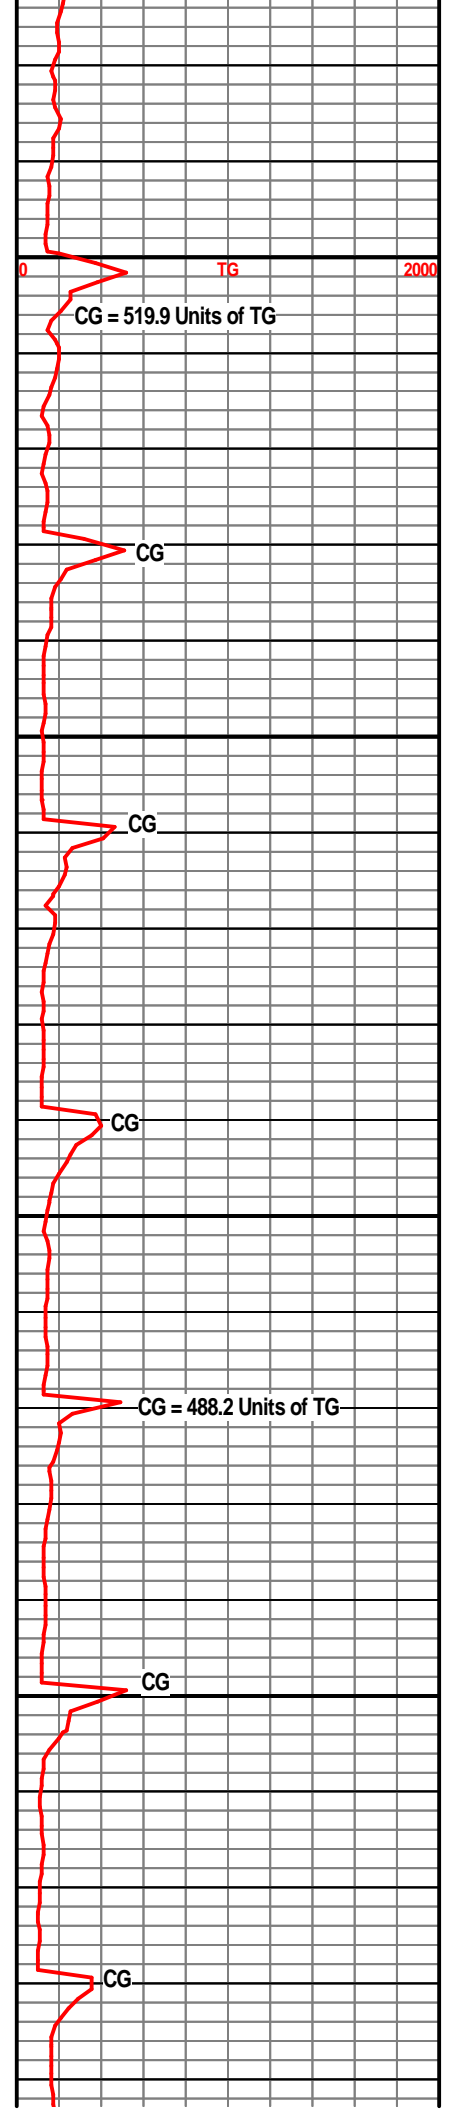 0 TG 2000
CG = 519.9 Units of TG
CG
CG
CG
CG = 488.2 Units of TG
CG
CG